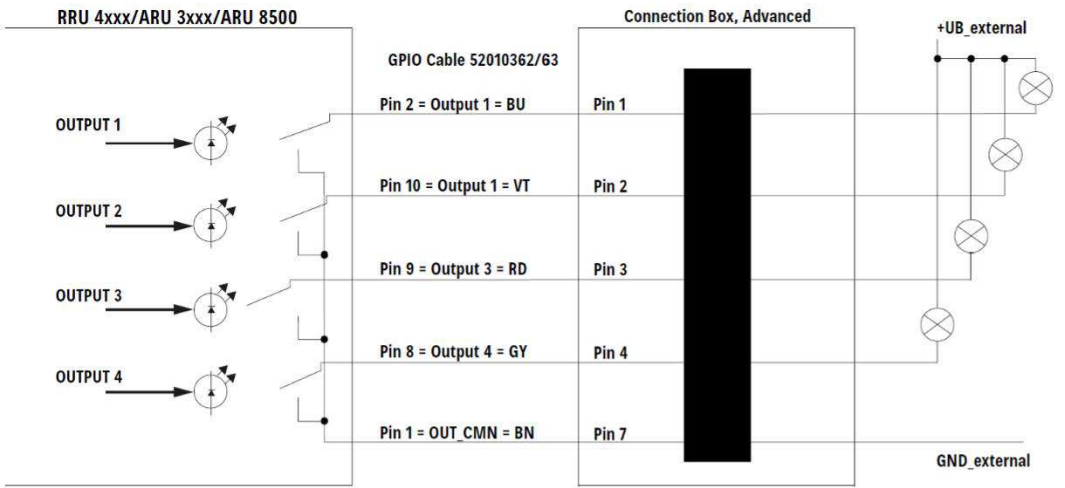 RRU 4xxx/ARU 3xxx/ARU 8500
Connection Box, Advanced
+UB_external
GPIO Cable 52010362/63
Pin 2 = Output 1 = BU
Pin 1
OUTPUT 1
Pin 10 = Output 1 = VT
Pin 2
OUTPUT 2
Pin 9 = Output 3 = RD
Pin 3
OUTPUT 3
Pin 8 = Output 4 = GY
Pin 4
OUTPUT 4
Pin 1 = OUT_CMN = BN
Pin 7
GND_external